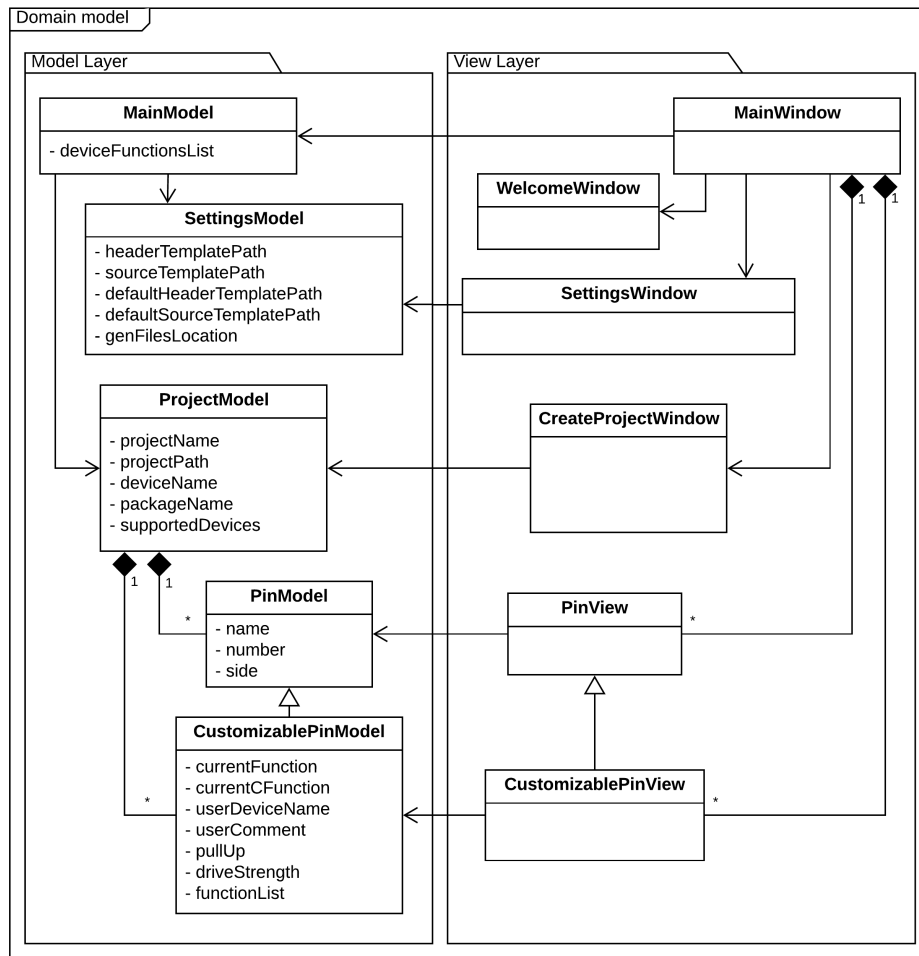 Domain model
Model Layer
MainModel
- deviceFunctionsList
SettingsModel
- headerTemplatePath
- sourceTemplatePath
- defaultHeaderTemplatePath
- defaultSourceTemplatePath
- genFilesLocation
ProjectModel
- projectName
- projectPath
- deviceName
- packageName
- supportedDevices
1
1
PinModel
- name
- number
- side
*
CustomizablePinModel
- currentFunction
- currentCFunction
- userDeviceName
- userComment
- pullUp
- driveStrength
- functionList
*
View Layer
MainWindow
1
1
WelcomeWindow
SettingsWindow
CreateProjectWindow
PinView
*
CustomizablePinView
*